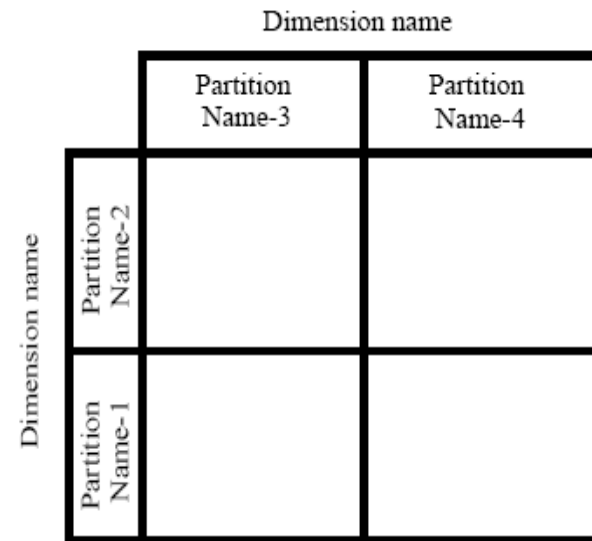 Dimension name
Partition
Name-3
Partition
Name-4
Dimension name
Partition
Name-2
Partition
Name-1